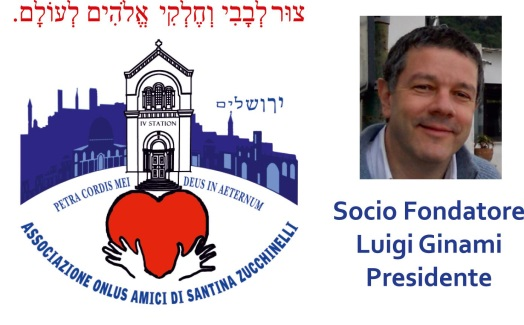 צוּר לְבָבִי וְחֶלְקִי אֱלֹהִים לְעוֹלָם.
ירושלים
IV STATION
PETRA CORDIS MEI DEUS IN AETERNUM
ASSOCIAZIONE ONLUS AMICI DI SANTINA ZUCCHINELLI
Socio Fondatore
Luigi Ginami
Presidente